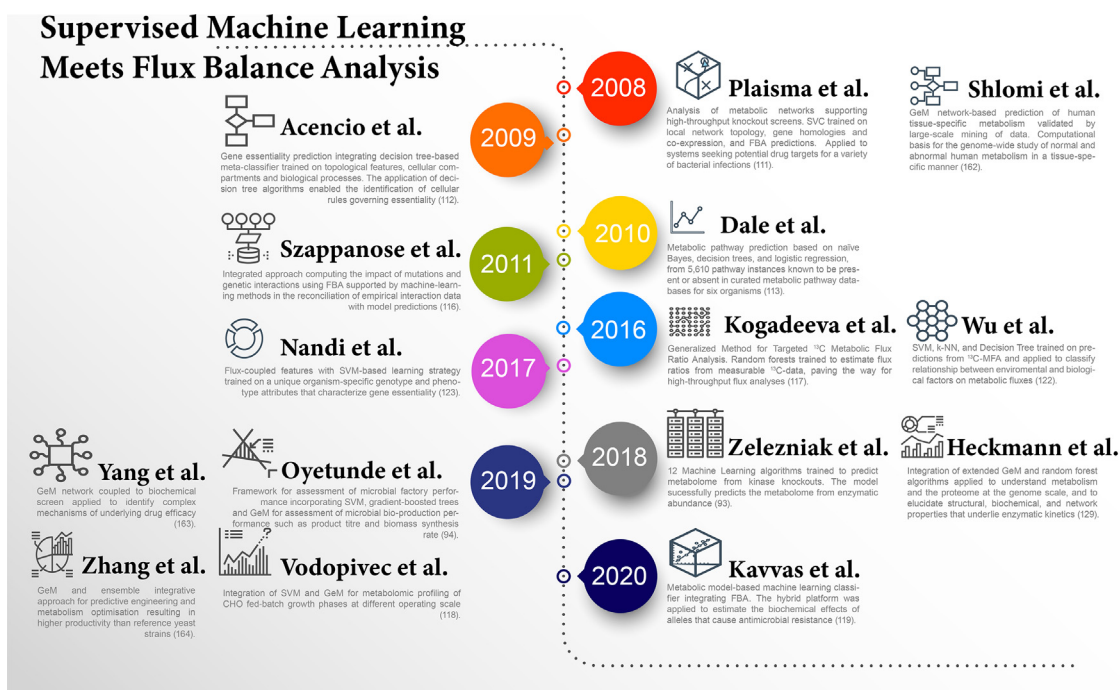 Supervised Machine Learning
Meets Flux Balance Analysis
2008
Plaisma et al.
Analysis of metabolic networks supporting
high-throughput knockout screens. SVC trained on
local network topology, gene homologies and
co-expression, and FBA predictions. Applied to
systems seeking potential drug targets for a variety
of bacterial infections (111).
Shlomi et al.
GeM network-based prediction of human
tissue-specific metabolism validated by
large-scale mining of data. Computational
basis for the genome-wide study of normal and
abnormal human metabolism in a tissue-spe-
cific manner (162).
2009
Acencio et al.
Gene essentiality prediction integrating decision tree-based
meta-classifier trained on topological features, cellular com-
partments and biological processes. The application of deci-
sion tree algorithms enabled the identification of cellular
rules governing essentiality (112).
2010
Dale et al.
Metabolic pathway prediction based on naïve
Bayes, decision trees, and logistic regression,
from 5,610 pathway instances known to be pres-
ent or absent in curated metabolic pathway data-
bases for six organisms (113).
2011
Szappanose et al.
Integrated approach computing the impact of mutations and
genetic interactions using FBA supported by machine-learn-
ing methods in the reconciliation of empirical interaction data
with model predictions (116).
2016
Kogadeeva et al.
Generalized Method for Targeted ¹³C Metabolic Flux
Ratio Analysis. Random forests trained to estimate flux
ratios from measurable ¹³C-data, paving the way for
high-throughput flux analyses (117).
Wu et al.
SVM, k-NN, and Decision Tree trained on pre-
dictions from ¹³C-MFA and applied to classify
relationship between enviromental and biologi-
cal factors on metabolic fluxes (122).
2017
Nandi et al.
Flux-coupled features with SVM-based learning strategy
trained on a unique organism-specific genotype and pheno-
type attributes that characterize gene essentiality (123).
2018
Zelezniak et al.
12 Machine Learning algorithms trained to predict
metabolome from kinase knockouts. The model
sucessfully predicts the metabolome from enzymatic
abundance (93).
Heckmann et al.
Integration of extended GeM and random forest
algorithms applied to understand metabolism
and the proteome at the genome scale, and to
elucidate structural, biochemical, and network
properties that underlie enzymatic kinetics (129).
2019
Yang et al.
GeM network coupled to biochemical
screen applied to identify complex
mechanisms of underlying drug efficacy
(163).
Oyetunde et al.
Framework for assessment of microbial factory perfor-
mance incorporating SVM, gradient-boosted trees
and GeM for assessment of microbial bio-production per-
formance such as product titre and biomass synthesis
rate (94).
Zhang et al.
GeM and ensemble integrative
approach for predictive engineering and
metabolism optimisation resulting in
higher productivity than reference yeast
strains (164).
Vodopivec et al.
Integration of SVM and GeM for metabolomic profiling of
CHO fed-batch growth phases at different operating scale
(118).
2020
Kavvas et al.
Metabolic model-based machine learning classi-
fier integrating FBA. The hybrid platform was
applied to estimate the biochemical effects of
alleles that cause antimicrobial resistance (119).